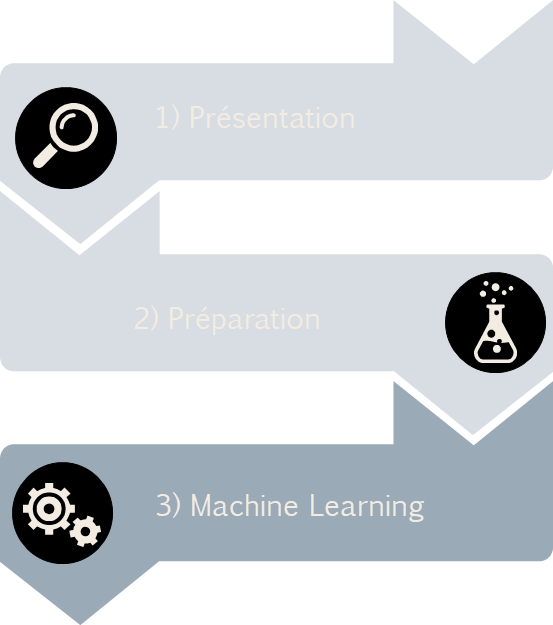 1) Présentation
2) Préparation
3) Machine Learning